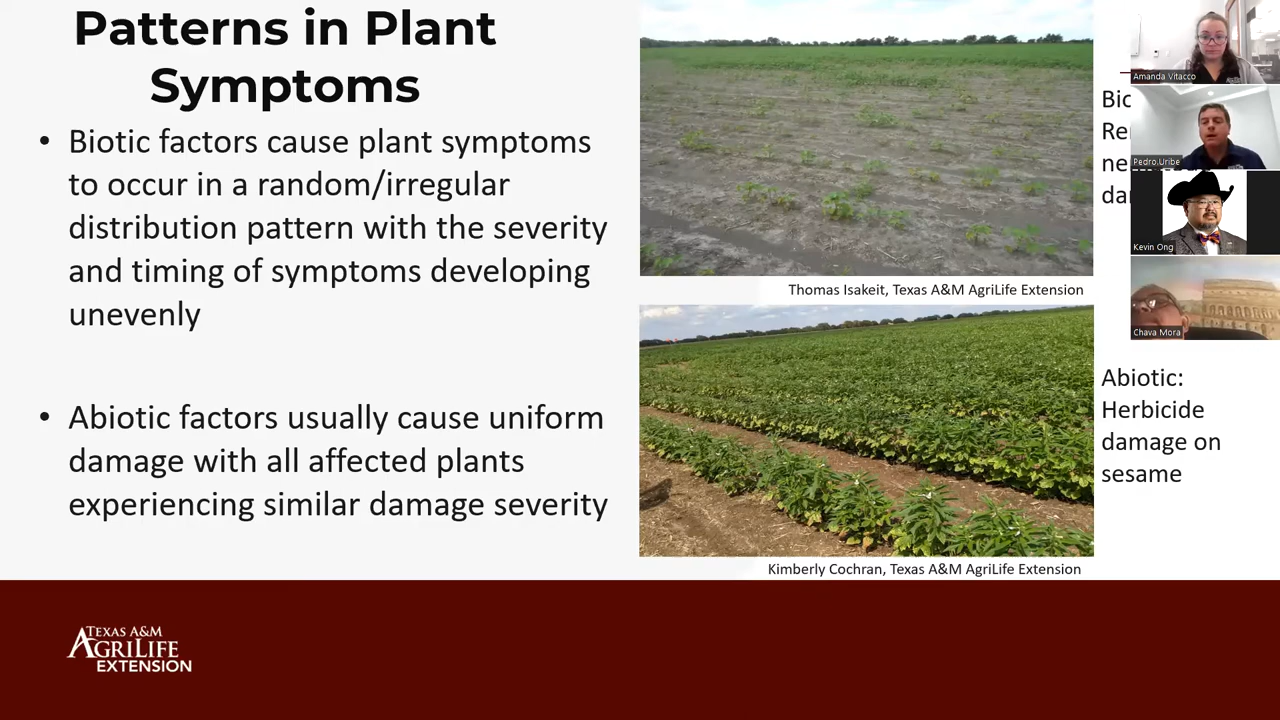 Patterns in Plant
Symptoms
• Biotic factors cause plant symptoms
to occur in a random/irregular
distribution pattern with the severity
and timing of symptoms developing
unevenly
• Abiotic factors usually cause uniform
damage with all affected plants
experiencing similar damage severity
Thomas Isakeit, Texas A&M AgriLife Extension
Kimberly Cochran, Texas A&M AgriLife Extension
Abiotic:
Herbicide
damage on
sesame
Amanda Vitacco
Pedro.Uribe
Kevin Ong
Chava Mora
TEXAS A&M
AGRILIFE
EXTENSION